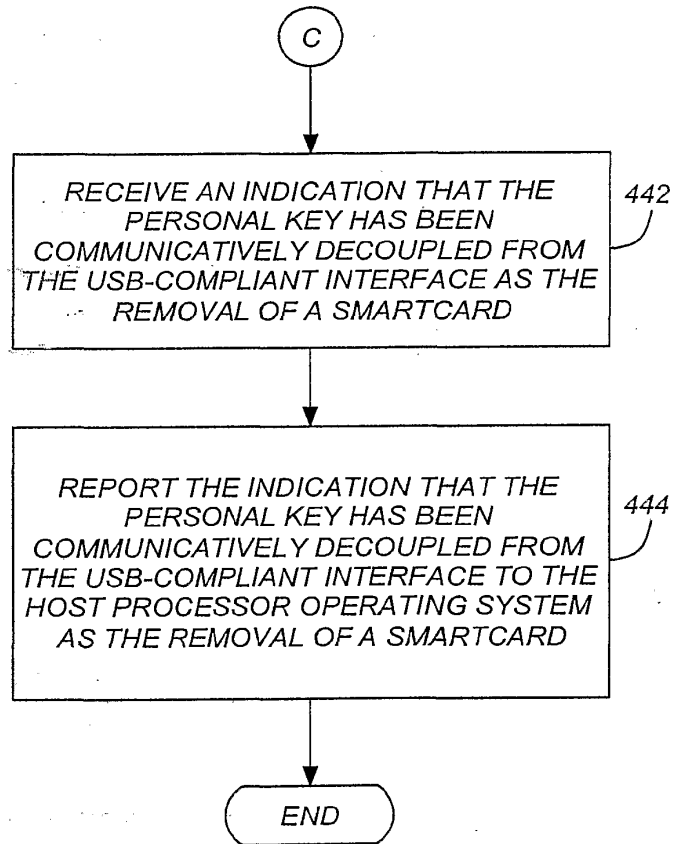 C
RECEIVE AN INDICATION THAT THE
PERSONAL KEY HAS BEEN
COMMUNICATIVELY DECOUPLED FROM
THE USB-COMPLIANT INTERFACE AS THE
REMOVAL OF A SMARTCARD
442
REPORT THE INDICATION THAT THE
PERSONAL KEY HAS BEEN
COMMUNICATIVELY DECOUPLED FROM
THE USB-COMPLIANT INTERFACE TO THE
HOST PROCESSOR OPERATING SYSTEM
AS THE REMOVAL OF A SMARTCARD
444
END